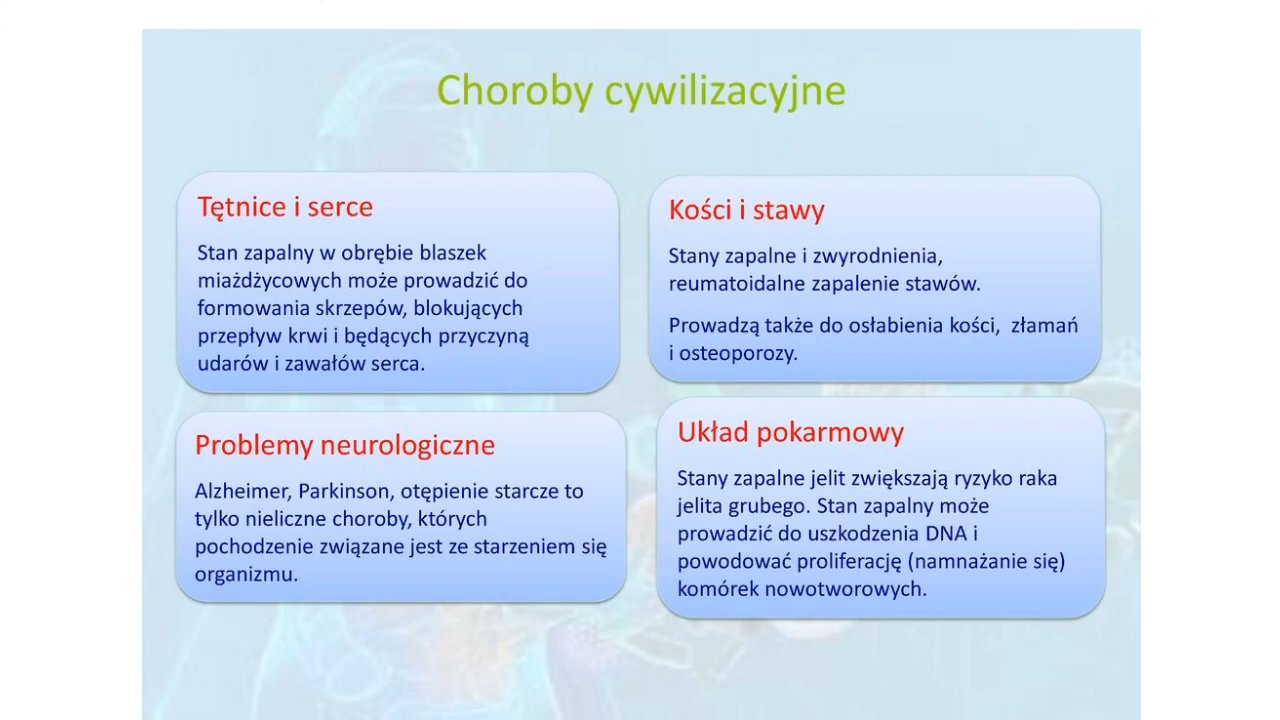 Choroby cywilizacyjne
Tętnice i serce
Stan zapalny w obrębie blaszek
miażdżycowych może prowadzić do
formowania skrzepów, blokujących
przepływ krwi i będących przyczyną
udarów i zawałów serca.
Kości i stawy
Stany zapalne i zwyrodnienia,
reumatoidalne zapalenie stawów.
Prowadzą także do osłabienia kości, złamań
i osteoporozy.
Problemy neurologiczne
Alzheimer, Parkinson, otępienie starcze to
tylko nieliczne choroby, których
pochodzenie związane jest ze starzeniem się
organizmu.
Układ pokarmowy
Stany zapalne jelit zwiększają ryzyko raka
jelita grubego. Stan zapalny może
prowadzić do uszkodzenia DNA i
powodować proliferację (namnażanie się)
komórek nowotworowych.